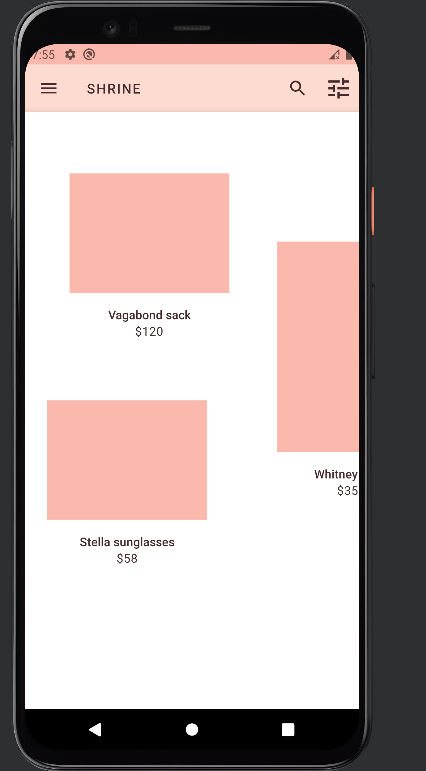 7:55
SHRINE
Vagabond sack
$120
Whitney
$35
Stella sunglasses
$58